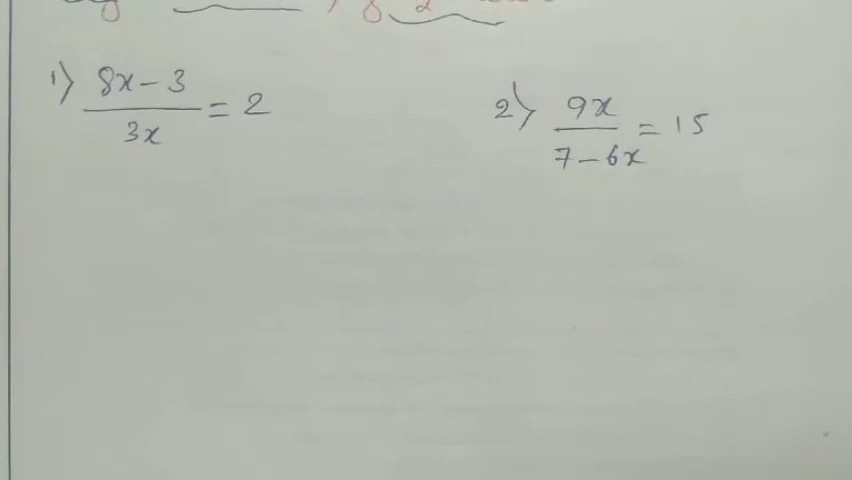 1) 8x - 3 / 3x = 2
2) 9x / 7 - 6x = 15